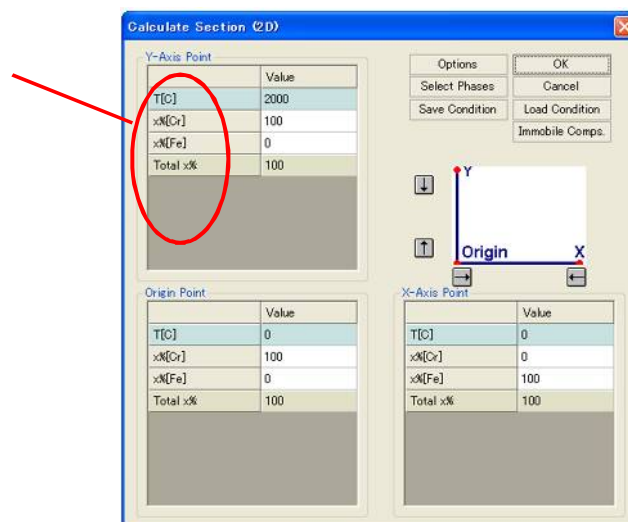 Calculate Section (2D)
Y-Axis Point
Value
T[C] 2000
x%[Cr] 100
x%[Fe] 0
Total x% 100
Options OK
Select Phases Cancel
Save Condition Load Condition
Immobile Comps.
Y
Origin X
Origin Point
Value
T[C] 0
x%[Cr] 100
x%[Fe] 0
Total x% 100
X-Axis Point
Value
T[C] 0
x%[Cr] 0
x%[Fe] 100
Total x% 100